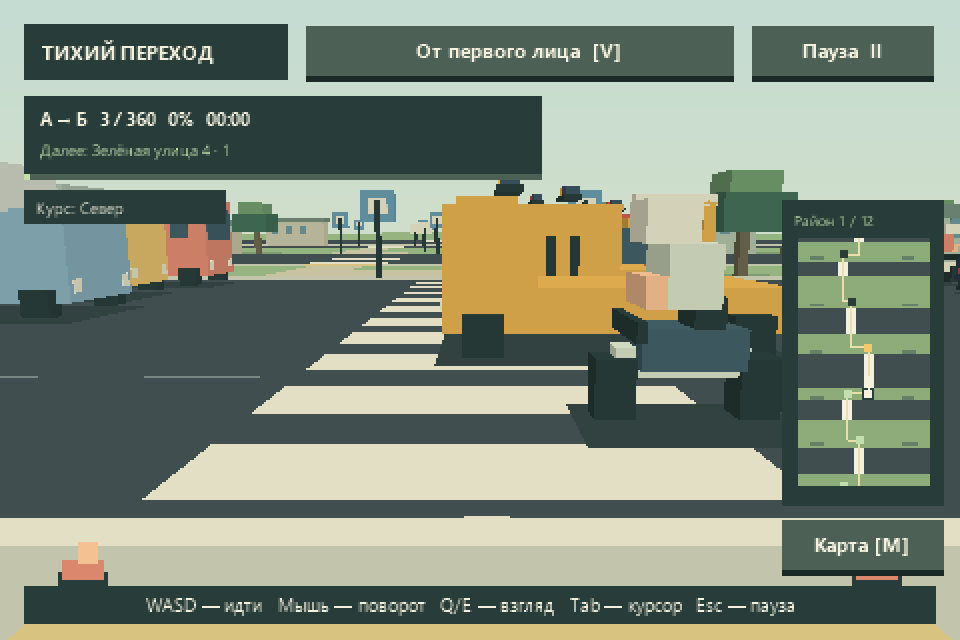 ТИХИЙ ПЕРЕХОД
От первого лица [V]
Пауза II
А — Б 3 / 360 0% 00:00
Далее: Зелёная улица 4 · 1
Курс: Север
Район 1 / 12
Карта [M]
WASD — идти Мышь — поворот Q/E — взгляд Tab — курсор Esc — пауза